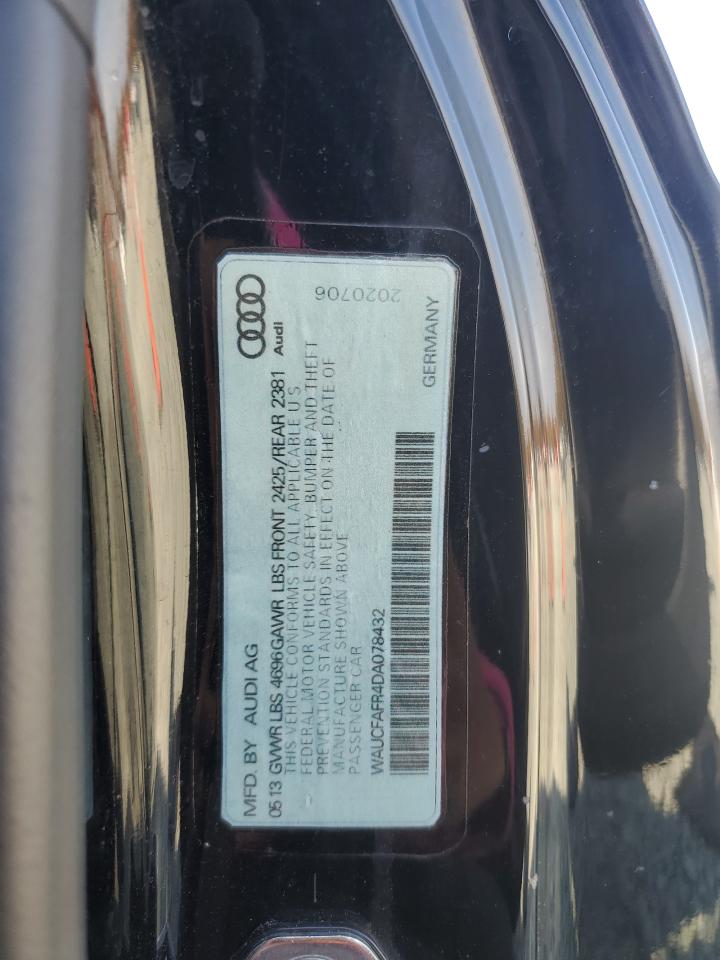 MFD. BY AUDI AG
Audi
05 13 GVWR LBS 4696 GAWR LBS FRONT 2425/REAR 2381
THIS VEHICLE CONFORMS TO ALL APPLICABLE U S
FEDERAL MOTOR VEHICLE SAFETY, BUMPER AND THEFT
PREVENTION STANDARDS IN EFFECT ON THE DATE OF
MANUFACTURE SHOWN ABOVE
PASSENGER CAR
2020706
WAUCFAFR4DA078432
GERMANY